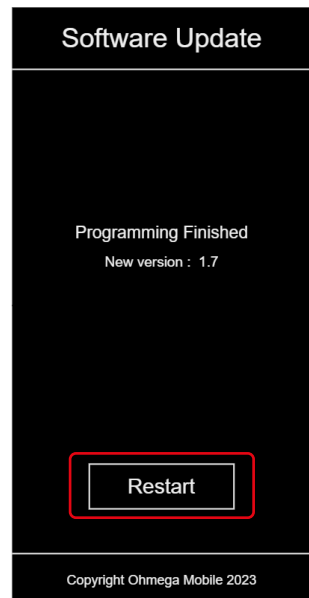 Software Update
Programming Finished
New version : 1.7
Restart
Copyright Ohmega Mobile 2023